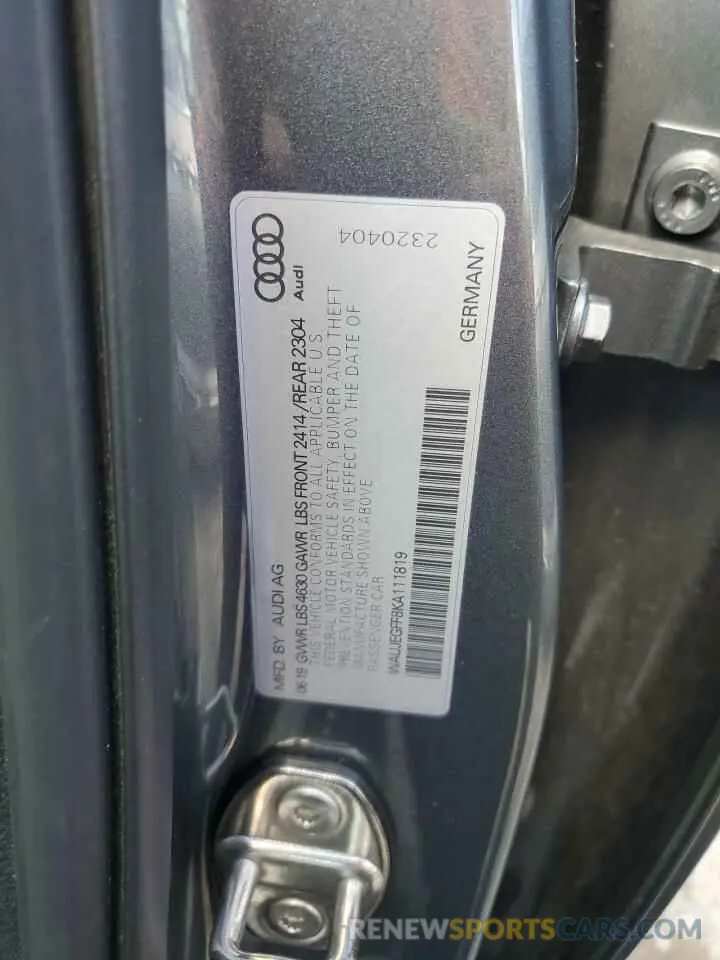 2320404
Audi
GERMANY
MFD. BY AUDI AG
06 19 GVWR LBS 4630 GAWR LBS FRONT 2414/REAR 2304
THIS VEHICLE CONFORMS TO ALL APPLICABLE U S
FEDERAL MOTOR VEHICLE SAFETY, BUMPER AND THEFT
PREVENTION STANDARDS IN EFFECT ON THE DATE OF
MANUFACTURE SHOWN ABOVE
PASSENGER CAR
WAUJEGFF8KA111819
RENEWSPORTSCARS.COM